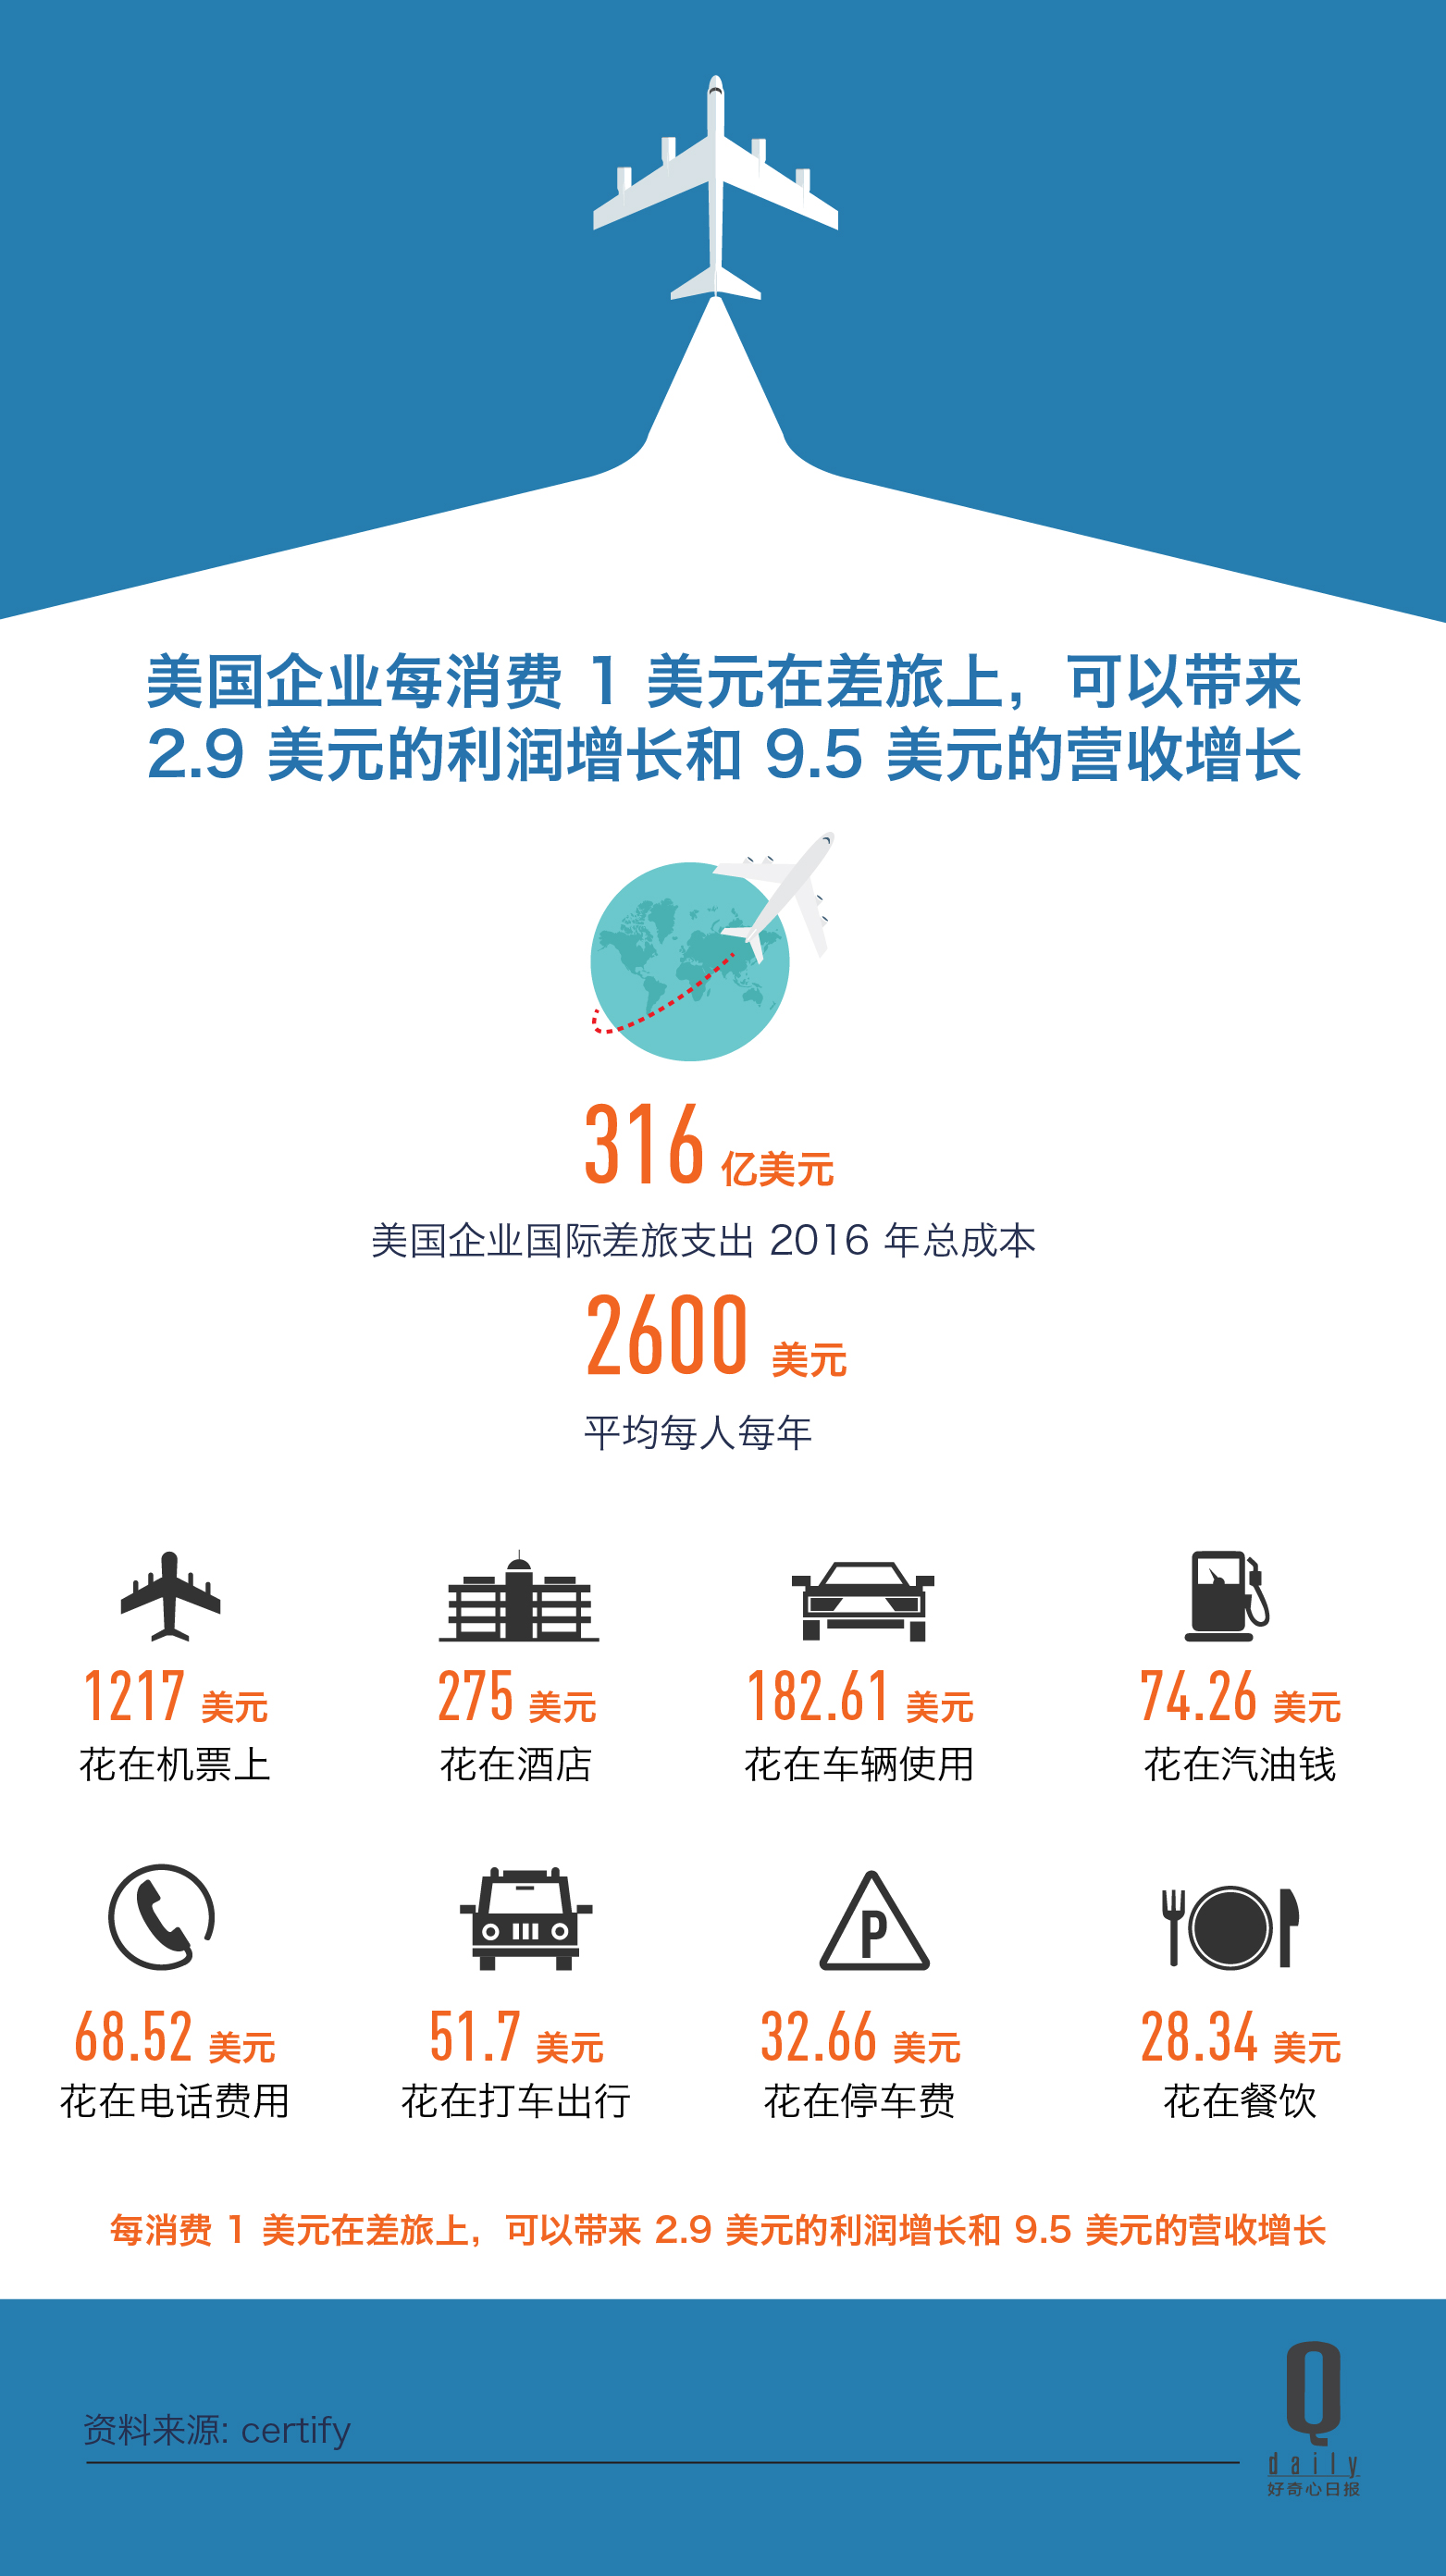 美国企业每消费 1 美元在差旅上，可以带来
2.9 美元的利润增长和 9.5 美元的营收增长
316 亿美元
美国企业国际差旅支出 2016 年总成本
2600 美元
平均每人每年
1217 美元
花在机票上
275 美元
花在酒店
182.61 美元
花在车辆使用
74.26 美元
花在汽油钱
68.52 美元
花在电话费用
51.7 美元
花在打车出行
P
32.66 美元
花在停车费
28.34 美元
花在餐饮
每消费 1 美元在差旅上，可以带来 2.9 美元的利润增长和 9.5 美元的营收增长
资料来源: certify
Q
daily
好奇心日报